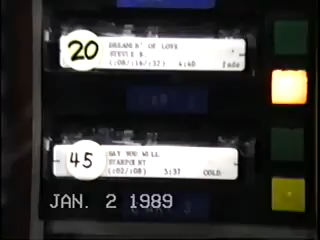 20
DREAMIN' OF LOVE
STEVIE B.
(:08/:16/:32) 4:40 fade
45
SAY YOU WILL
STARPOINT
(:02/:08) 5:37 COLD
JAN. 2 1989